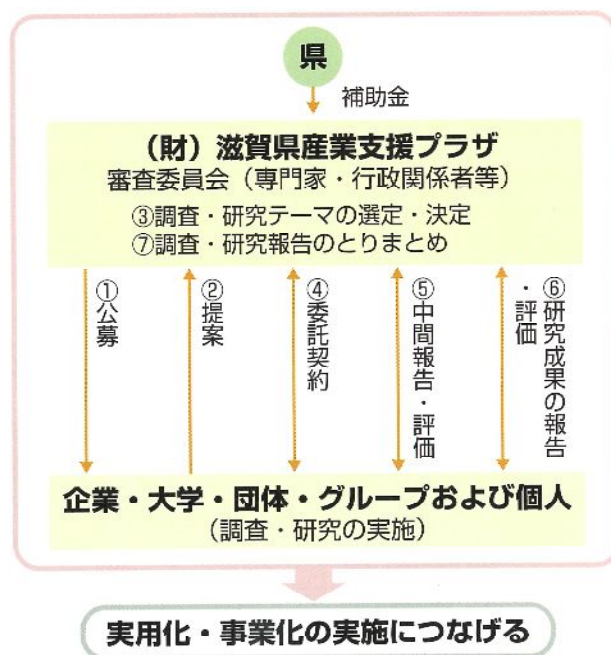 県
補助金
（財）滋賀県産業支援プラザ
審査委員会（専門家・行政関係者等）
③調査・研究テーマの選定・決定
⑦調査・研究報告のとりまとめ
①公募
②提案
④委託契約
⑤中間報告・評価
⑥研究成果の報告
・評価
企業・大学・団体・グループおよび個人
（調査・研究の実施）
実用化・事業化の実施につなげる